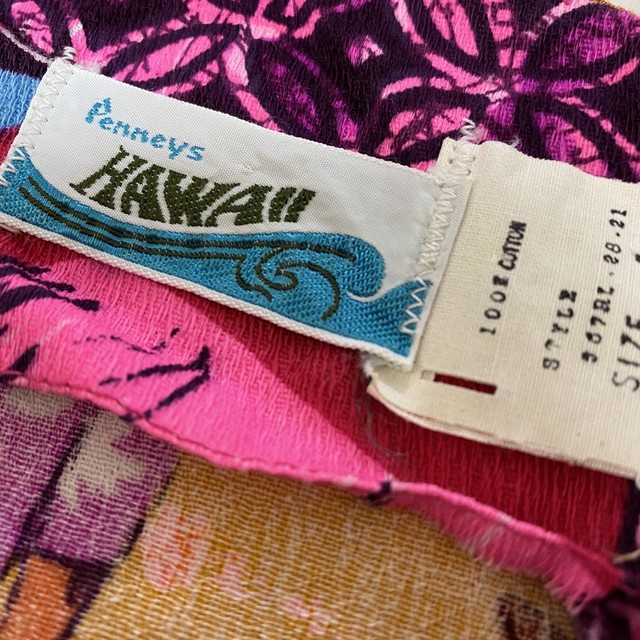 Penneys
HAWAII
100% COTTON
STYLE
SIZE